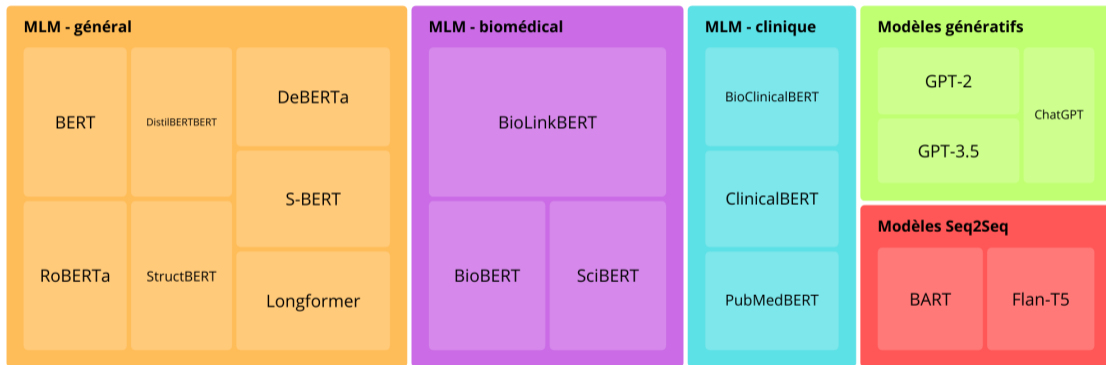 MLM - général
BERT
DistilBERTBERT
DeBERTa
S-BERT
RoBERTa
StructBERT
Longformer
MLM - biomédical
BioLinkBERT
BioBERT
SciBERT
MLM - clinique
BioClinicalBERT
ClinicalBERT
PubMedBERT
Modèles génératifs
GPT-2
GPT-3.5
ChatGPT
Modèles Seq2Seq
BART
Flan-T5